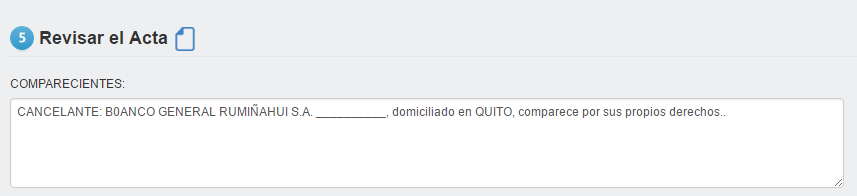 5 Revisar el Acta
COMPARECIENTES:
CANCELANTE: B0ANCO GENERAL RUMIÑAHUI S.A. __________, domiciliado en QUITO, comparece por sus propios derechos..